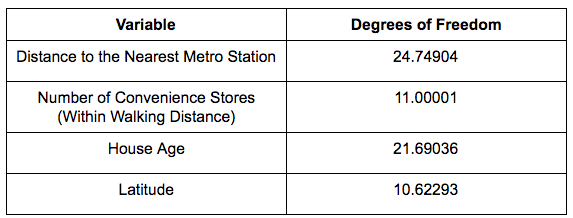 Variable Degrees of Freedom
Distance to the Nearest Metro Station 24.74904
Number of Convenience Stores
(Within Walking Distance) 11.00001
House Age 21.69036
Latitude 10.62293